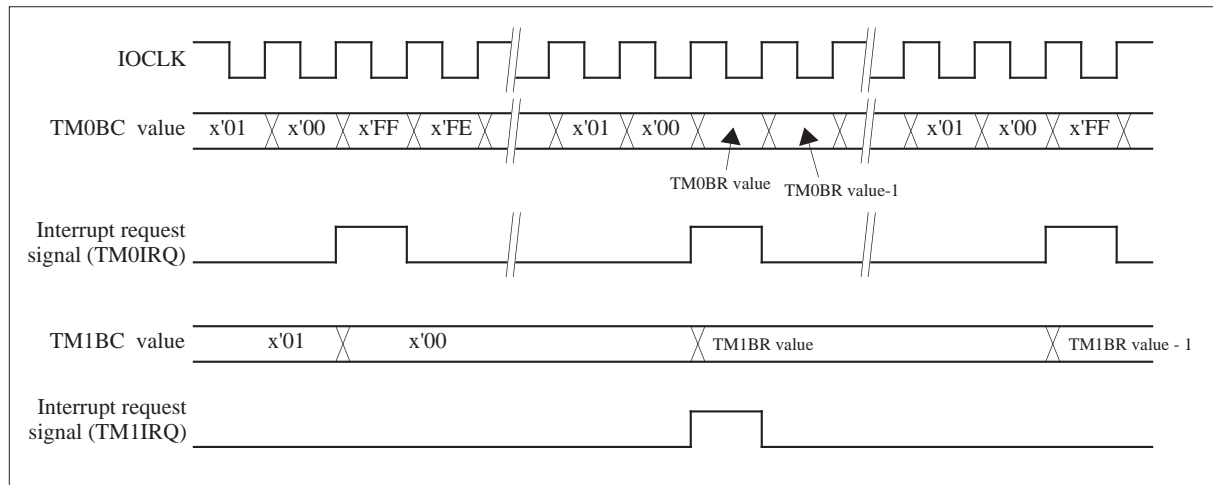 IOCLK
TM0BC value
x'01 x'00 x'FF x'FE x'01 x'00 x'01 x'00 x'FF
TM0BR value
TM0BR value-1
Interrupt request
signal (TM0IRQ)
TM1BC value
x'01 x'00 TM1BR value TM1BR value - 1
Interrupt request
signal (TM1IRQ)